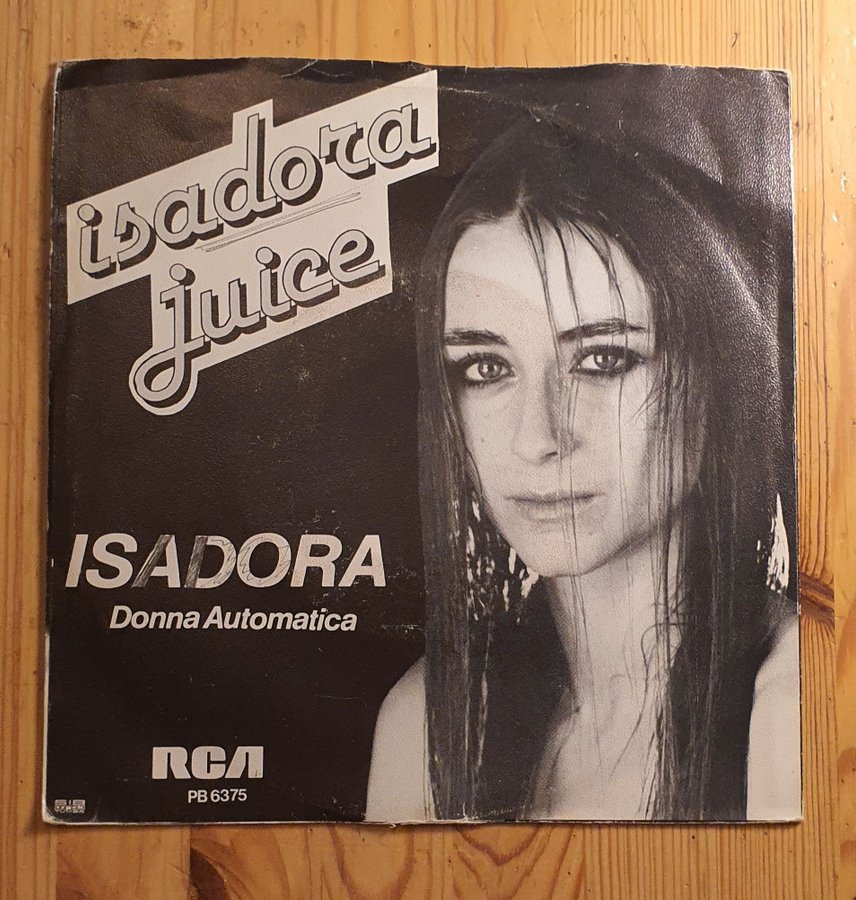 isadora
juice
ISADORA
Donna Automatica
RCA
PB 6375